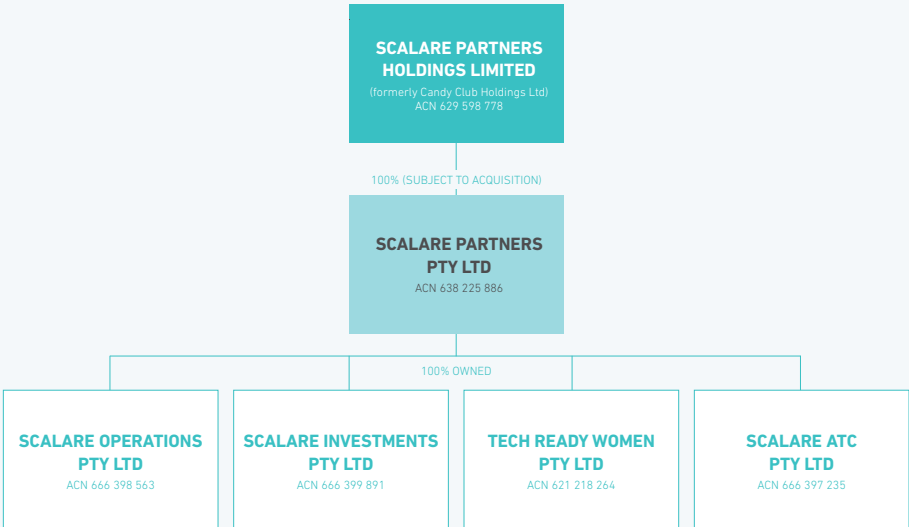 SCALARE PARTNERS
HOLDINGS LIMITED
(formerly Candy Club Holdings Ltd)
ACN 629 598 778
100% (SUBJECT TO ACQUISITION)
SCALARE PARTNERS
PTY LTD
ACN 638 225 886
100% OWNED
SCALARE OPERATIONS
PTY LTD
ACN 666 398 563
SCALARE INVESTMENTS
PTY LTD
ACN 666 399 891
TECH READY WOMEN
PTY LTD
ACN 621 218 264
SCALARE ATC
PTY LTD
ACN 666 397 235